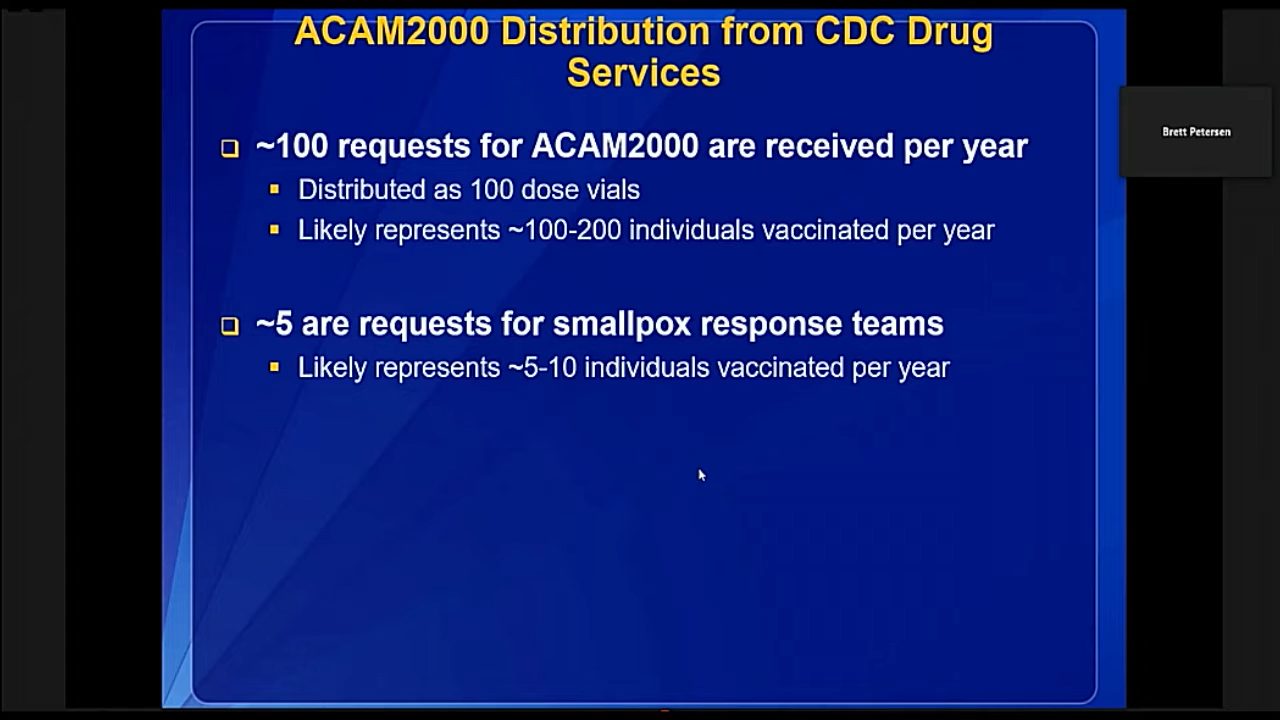 ACAM2000 Distribution from CDC Drug
Services
~100 requests for ACAM2000 are received per year
Distributed as 100 dose vials
Likely represents ~100-200 individuals vaccinated per year
~5 are requests for smallpox response teams
Likely represents ~5-10 individuals vaccinated per year
Brett Petersen